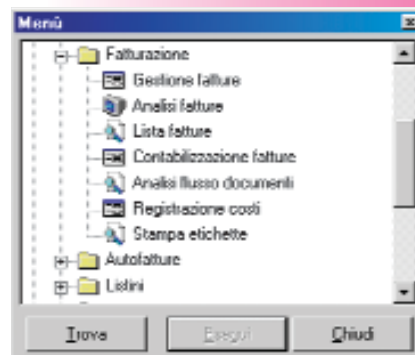 Menù
Fatturazione
Gestione fatture
Analisi fatture
Lista fatture
Contabilizzazione fatture
Analisi flusso documenti
Registrazione costi
Stampa etichette
Autofatture
Listini
Trova Esegui Chiudi